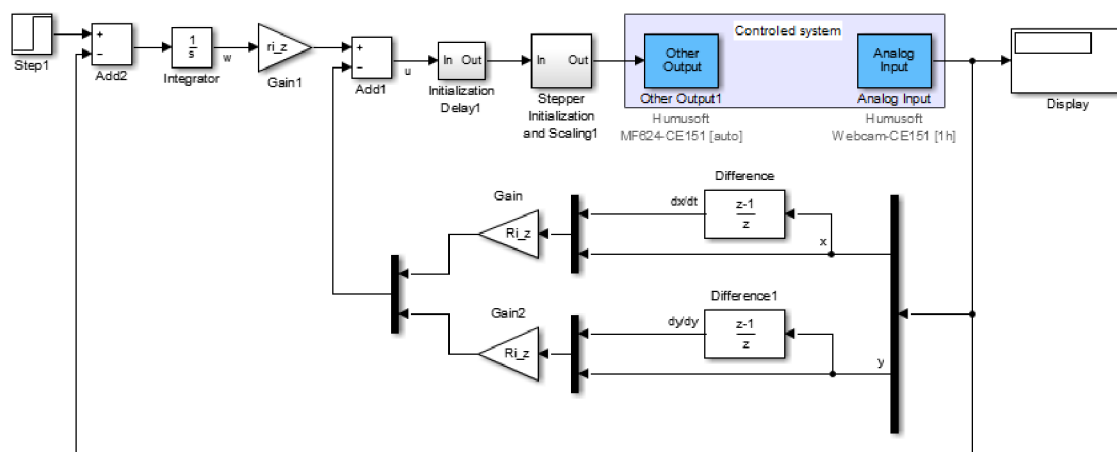 Step1
+
−
Add2
1
s
Integrator
w
ri_z
Gain1
+
−
Add1
u
In Out
Initialization
Delay1
In Out
Stepper
Initialization
and Scaling1
Controled system
Other
Output
Other Output1
Humusoft
MF624-CE151 [auto]
Analog
Input
Analog Input
Humusoft
Webcam-CE151 [1h]
Display
Gain
Ri_z
dx/dt
Difference
z-1
z
x
Gain2
Ri_z
dy/dy
Difference1
z-1
z
y